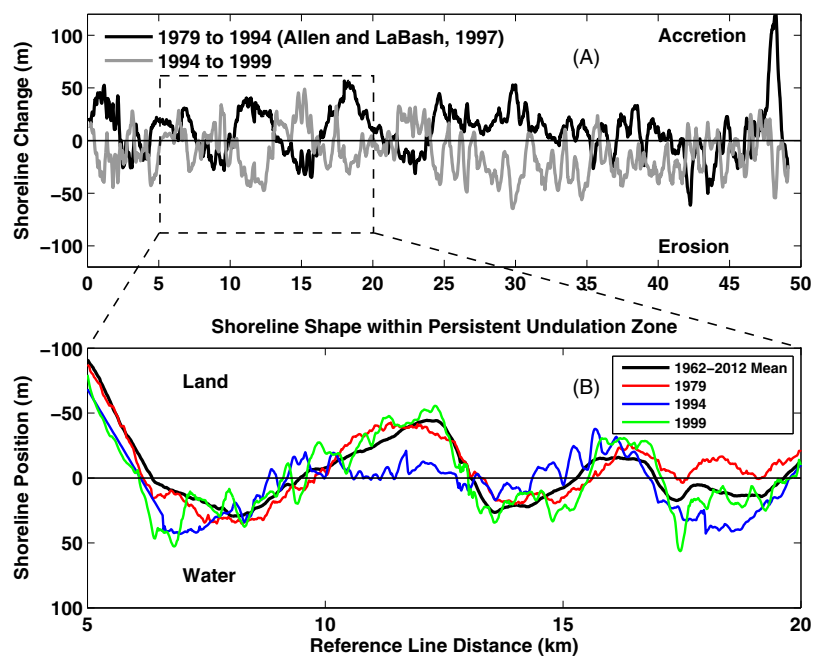 100
50
0
−50
−100
Shoreline Change (m)
1979 to 1994 (Allen and LaBash, 1997)
1994 to 1999
(A)
Accretion
Erosion
0 5 10 15 20 25 30 35 40 45 50
Shoreline Shape within Persistent Undulation Zone
−100
−50
0
50
100
Shoreline Position (m)
Land
Water
(B)
1962−2012 Mean
1979
1994
1999
5 10 15 20
Reference Line Distance (km)